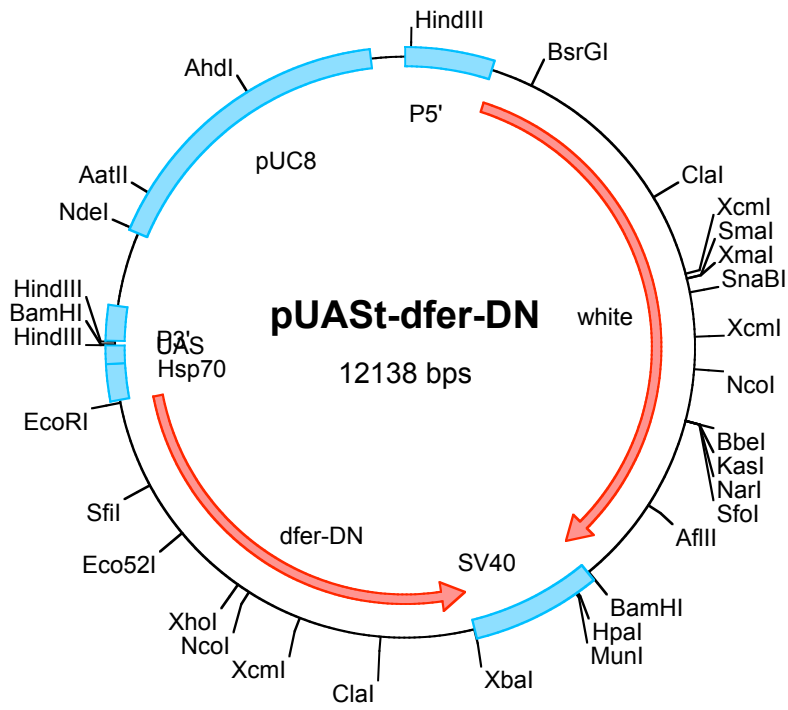 HindIII
BsrGI
AhdI
P5'
pUC8
AatII
ClaI
NdeI
XcmI
SmaI
XmaI
SnaBI
HindIII
BamHI
HindIII
pUASt-dfer-DN
white
P3'
UAS
Hsp70
XcmI
12138 bps
NcoI
EcoRI
BbeI
KasI
NarI
SfoI
SfiI
dfer-DN
AflII
SV40
Eco52I
BamHI
XhoI
HpaI
NcoI
MunI
XcmI
ClaI
XbaI